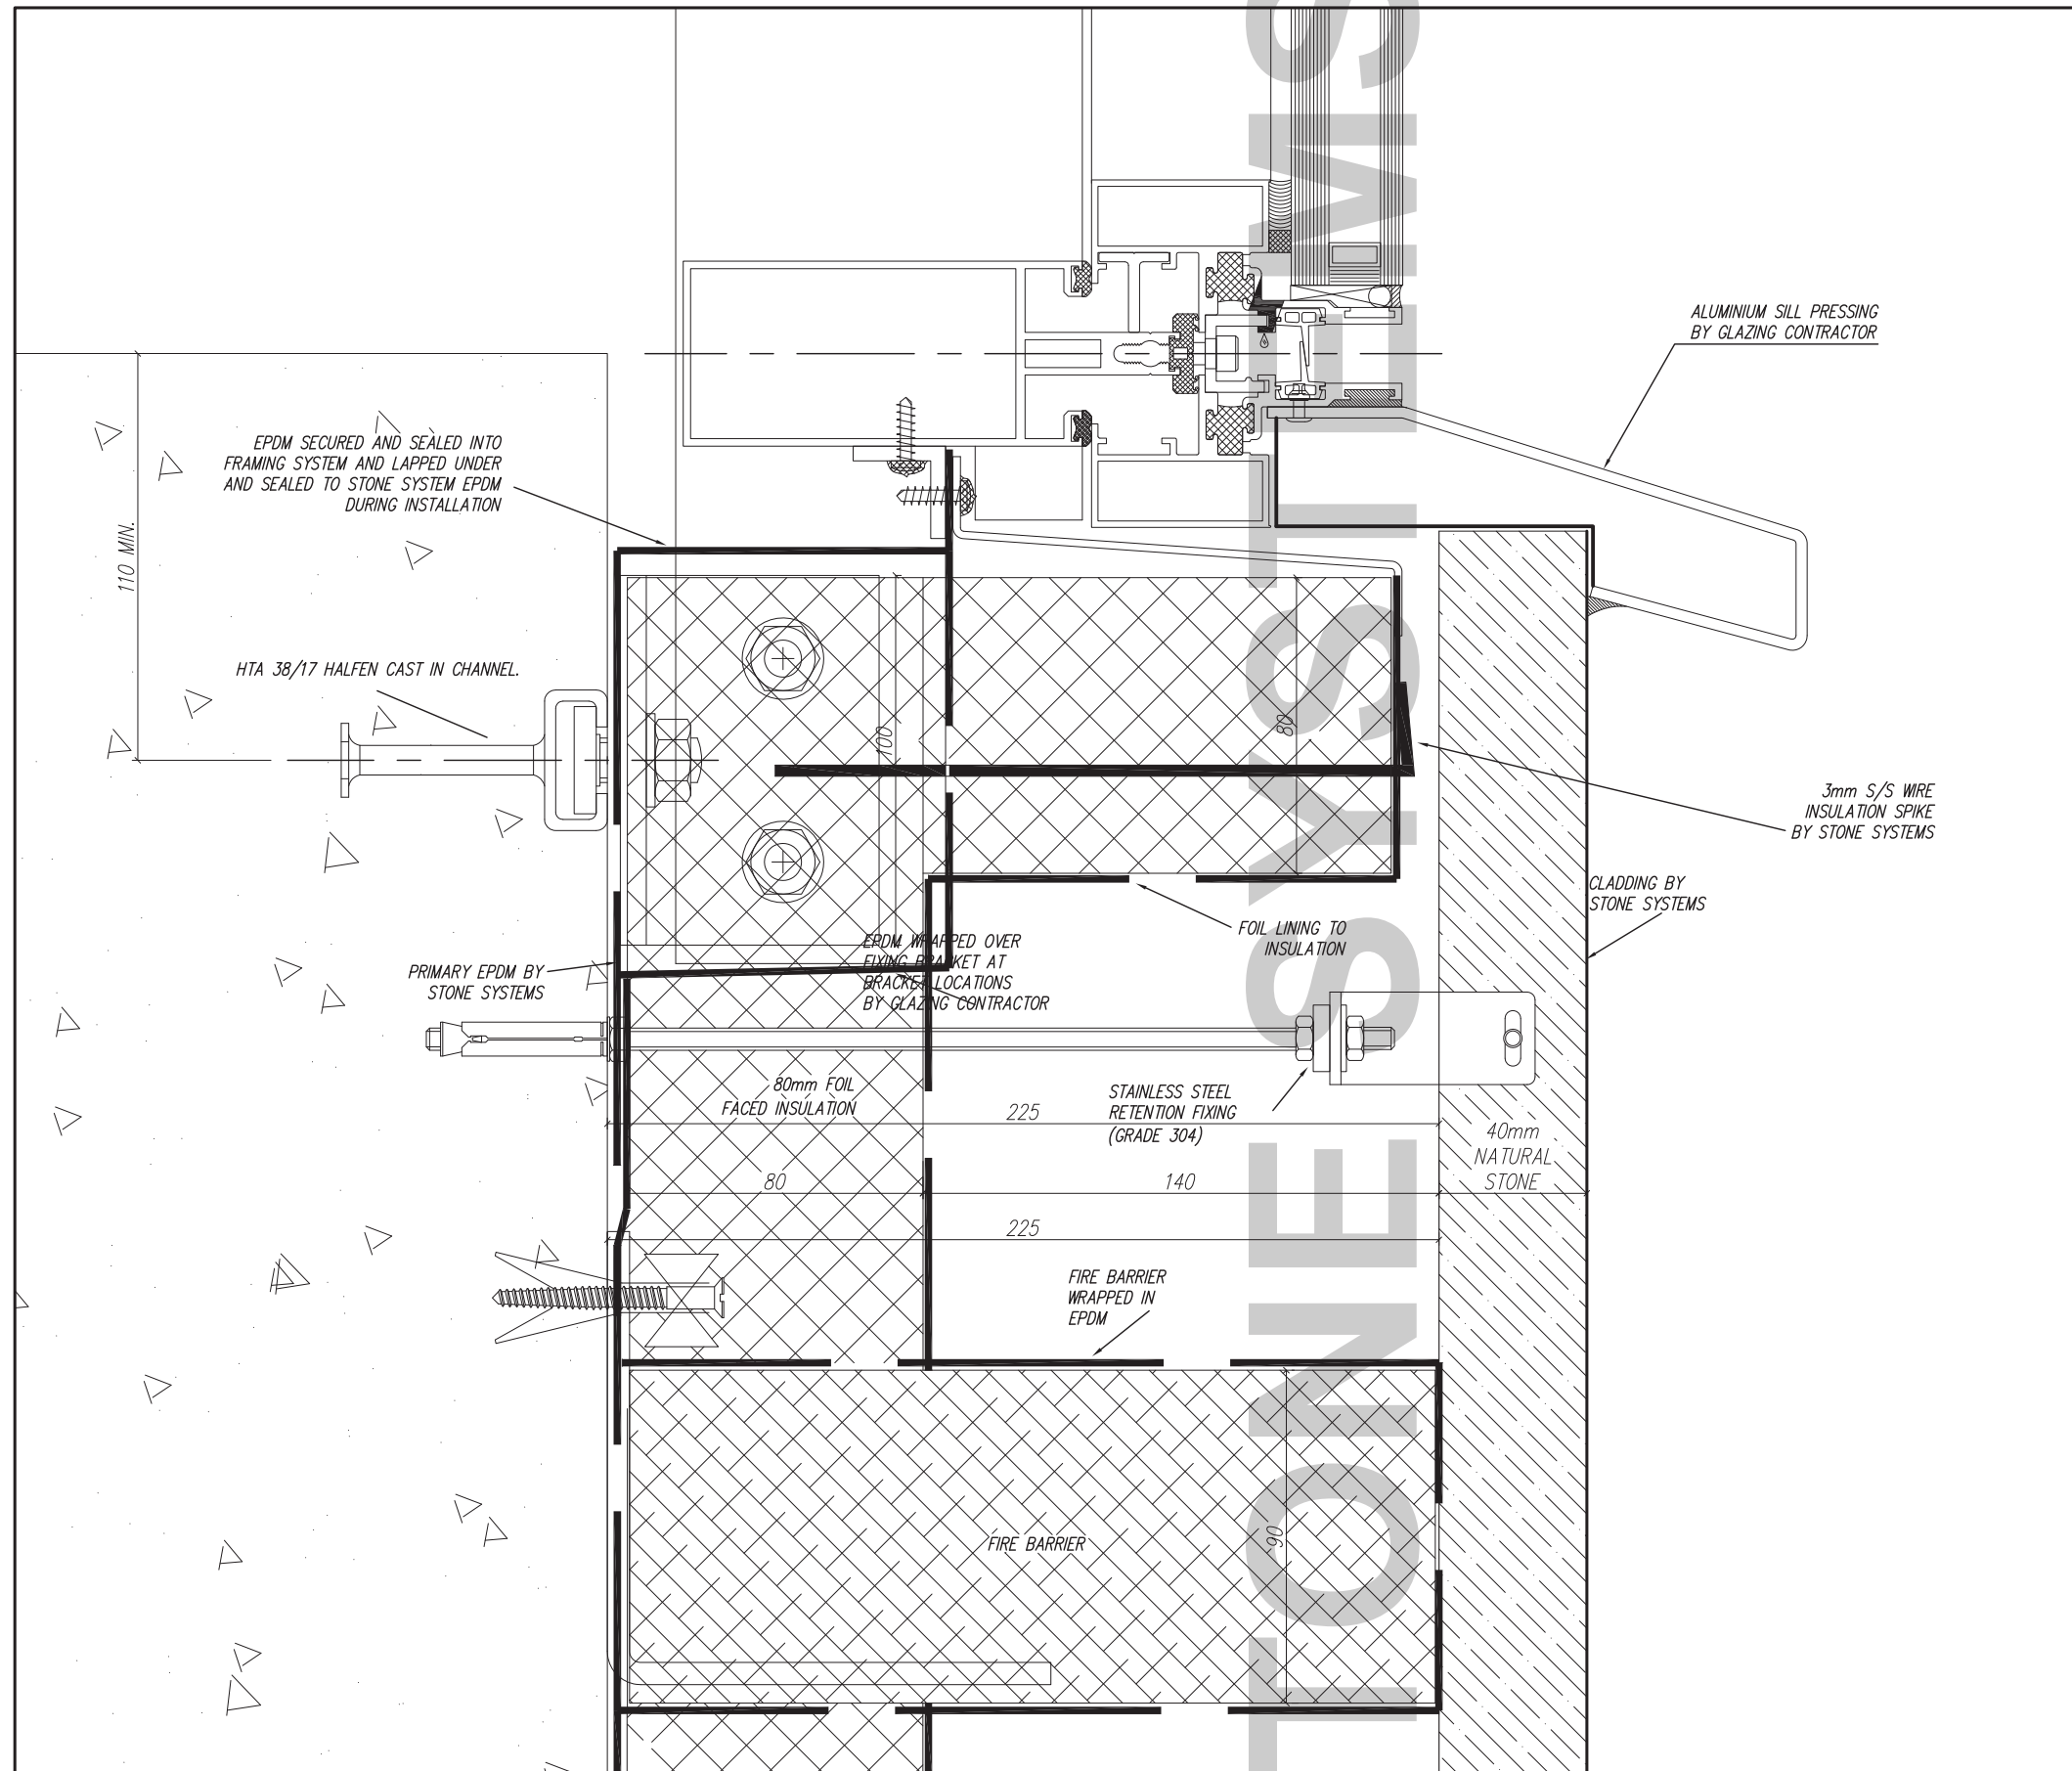 ALUMINIUM SILL PRESSING
BY GLAZING CONTRACTOR
EPDM SECURED AND SEALED INTO
FRAMING SYSTEM AND LAPPED UNDER
AND SEALED TO STONE SYSTEM EPDM
DURING INSTALLATION
110 MIN.
HTA 38/17 HALFEN CAST IN CHANNEL.
100
80
3mm S/S WIRE
INSULATION SPIKE
BY STONE SYSTEMS
CLADDING BY
STONE SYSTEMS
FOIL LINING TO
INSULATION
EPDM WRAPPED OVER
FIXING BRACKET AT
BRACKET LOCATIONS
BY GLAZING CONTRACTOR
PRIMARY EPDM BY
STONE SYSTEMS
80mm FOIL
FACED INSULATION
STAINLESS STEEL
RETENTION FIXING
(GRADE 304)
225
40mm
NATURAL
STONE
80
140
225
FIRE BARRIER
WRAPPED IN
EPDM
FIRE BARRIER
90
TONE SYSTEMS